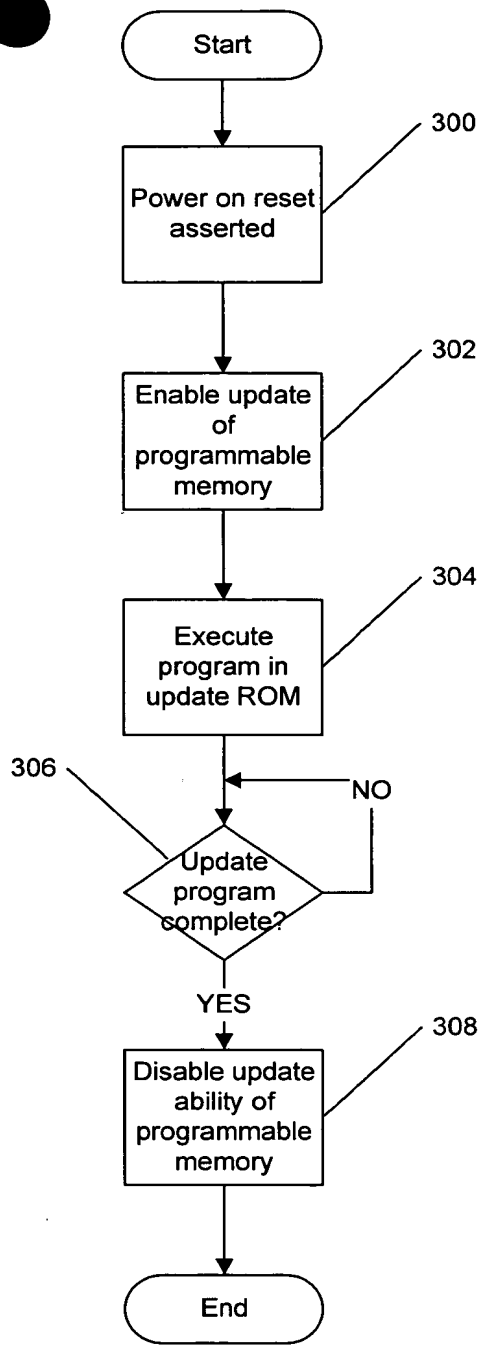 Start
300
Power on reset
asserted
302
Enable update
of
programmable
memory
304
Execute
program in
update ROM
306
NO
Update
program
complete?
YES
308
Disable update
ability of
programmable
memory
End